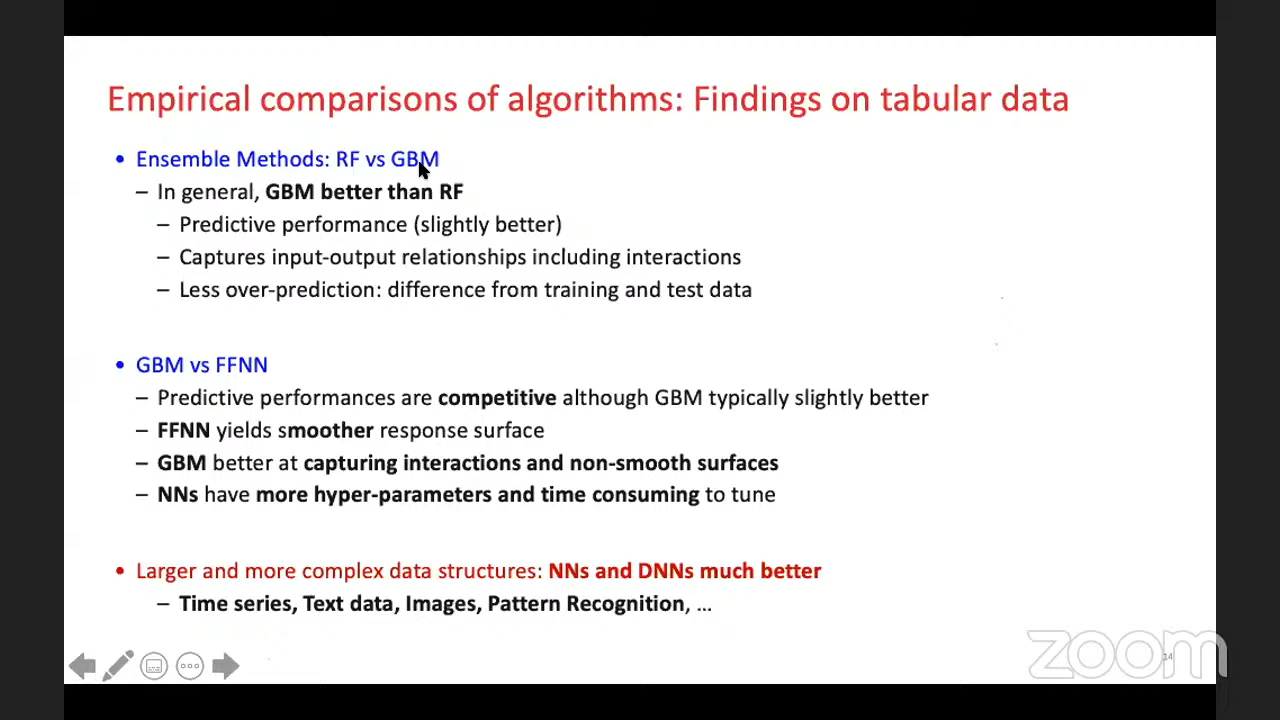 Empirical comparisons of algorithms: Findings on tabular data
• Ensemble Methods: RF vs GBM
– In general, GBM better than RF
– Predictive performance (slightly better)
– Captures input-output relationships including interactions
– Less over-prediction: difference from training and test data
• GBM vs FFNN
– Predictive performances are competitive although GBM typically slightly better
– FFNN yields smoother response surface
– GBM better at capturing interactions and non-smooth surfaces
– NNs have more hyper-parameters and time consuming to tune
• Larger and more complex data structures: NNs and DNNs much better
– Time series, Text data, Images, Pattern Recognition, ...
zoom
14